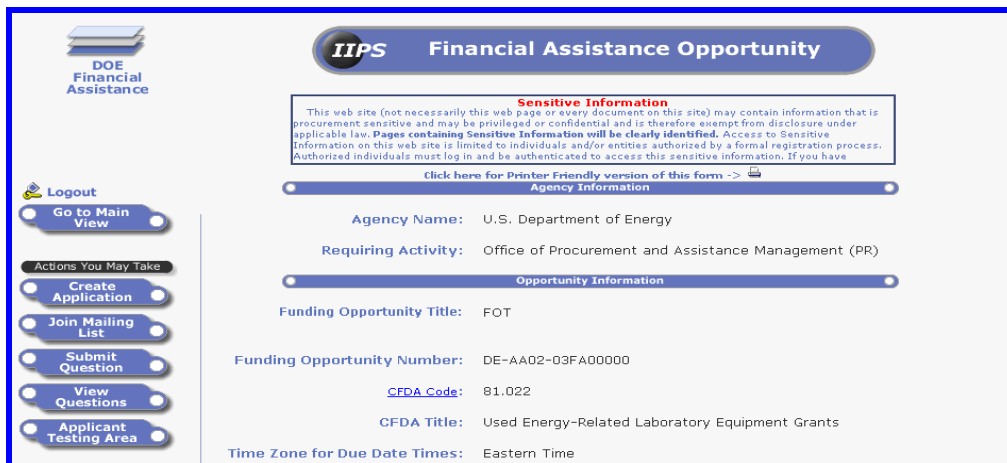 DOE
Financial
Assistance
IIPS Financial Assistance Opportunity
Sensitive Information
This web site (not necessarily this web page or every document on this site) may contain information that is
procurement sensitive and may be privileged or confidential and is therefore exempt from disclosure under
applicable law. Pages containing Sensitive Information will be clearly identified. Access to Sensitive
Information on this web site is limited to individuals and/or entities authorized by a formal registration process.
Authorized individuals must log in and be authenticated to access this sensitive information. If you have
Click here for Printer Friendly version of this form ->
Logout
Go to Main
View
Actions You May Take
Create
Application
Join Mailing
List
Submit
Question
View
Questions
Applicant
Testing Area
Agency Information
Agency Name: U.S. Department of Energy
Requiring Activity: Office of Procurement and Assistance Management (PR)
Opportunity Information
Funding Opportunity Title: FOT
Funding Opportunity Number: DE-AA02-03FA00000
CFDA Code: 81.022
CFDA Title: Used Energy-Related Laboratory Equipment Grants
Time Zone for Due Date Times: Eastern Time